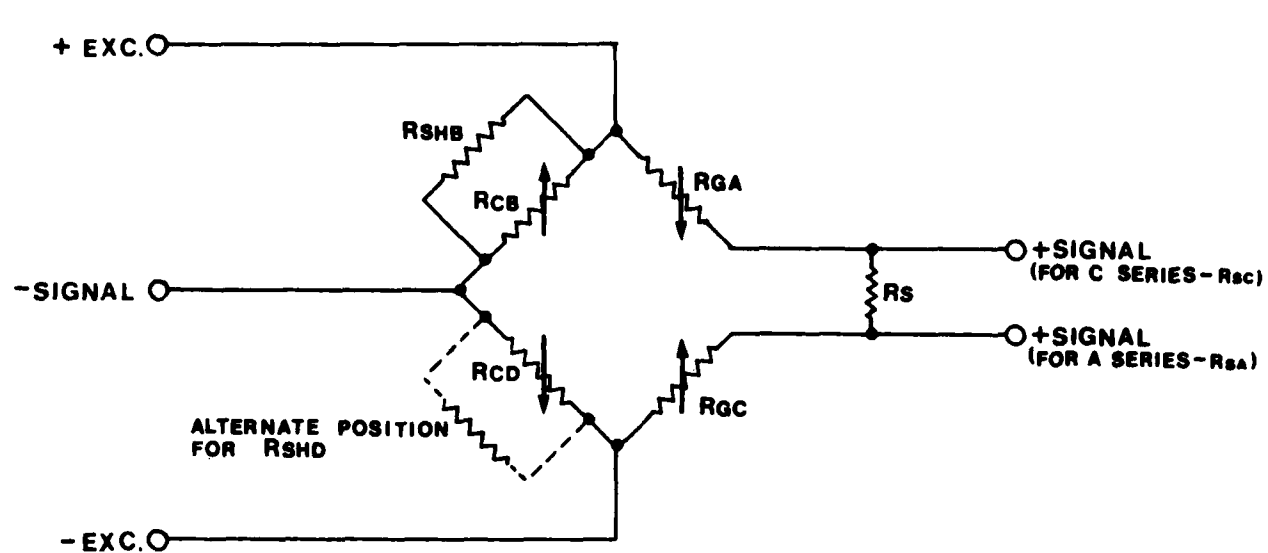 + EXC.
RSHB
RCB
RGA
+SIGNAL
(FOR C SERIES-RSC)
-SIGNAL
RS
+SIGNAL
(FOR A SERIES-RSA)
RCD
RGC
ALTERNATE POSITION
FOR RSHD
-EXC.